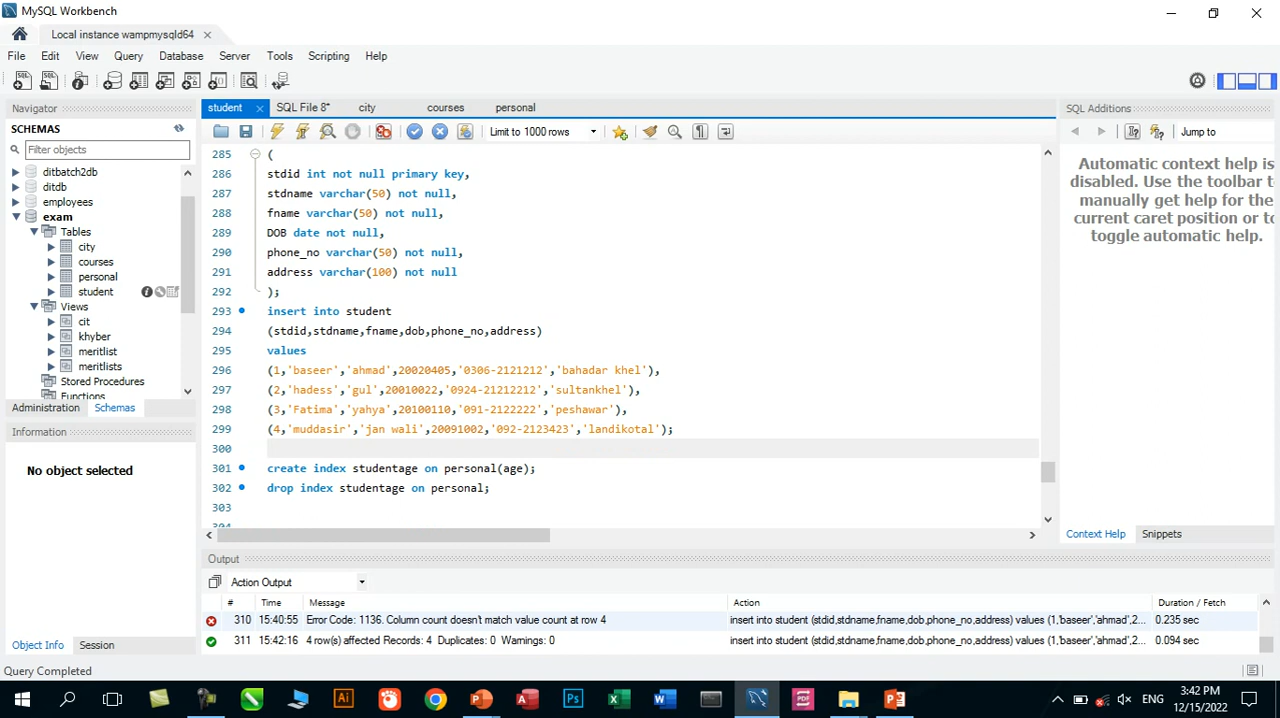 MySQL Workbench
Local instance wampmysqld64
File Edit View Query Database Server Tools Scripting Help
Navigator
SCHEMAS
Filter objects
ditbatch2db
ditdb
employees
exam
Tables
city
courses
personal
student
Views
cit
khyber
meritlist
meritlists
Stored Procedures
Functions
Administration Schemas
Information
No object selected
Object Info Session
student SQL File 8* city courses personal
Limit to 1000 rows
285 (
286 stdid int not null primary key,
287 stdname varchar(50) not null,
288 fname varchar(50) not null,
289 DOB date not null,
290 phone_no varchar(50) not null,
291 address varchar(100) not null
292 );
293 insert into student
294 (stdid,stdname,fname,dob,phone_no,address)
295 values
296 (1,'baseer','ahmad',20020405,'0306-2121212','bahadar khel'),
297 (2,'hadess','gul',20010022,'0924-21212212','sultankhel'),
298 (3,'Fatima','yahya',20100110,'091-2122222','peshawar'),
299 (4,'muddasir','jan wali',20091002,'092-2123423','landikotal');
300
301 create index studentage on personal(age);
302 drop index studentage on personal;
303
304
SQL Additions
Jump to
Automatic context help is
disabled. Use the toolbar t
manually get help for the
current caret position or to
toggle automatic help.
Context Help Snippets
Output
Action Output
# Time Message Action Duration / Fetch
310 15:40:55 Error Code: 1136. Column count doesn't match value count at row 4 insert into student (stdid,stdname,fname,dob,phone_no,address) values (1,'baseer','ahmad',2... 0.235 sec
311 15:42:16 4 row(s) affected Records: 4 Duplicates: 0 Warnings: 0 insert into student (stdid,stdname,fname,dob,phone_no,address) values (1,'baseer','ahmad',2... 0.094 sec
Query Completed
ENG
3:42 PM
12/15/2022